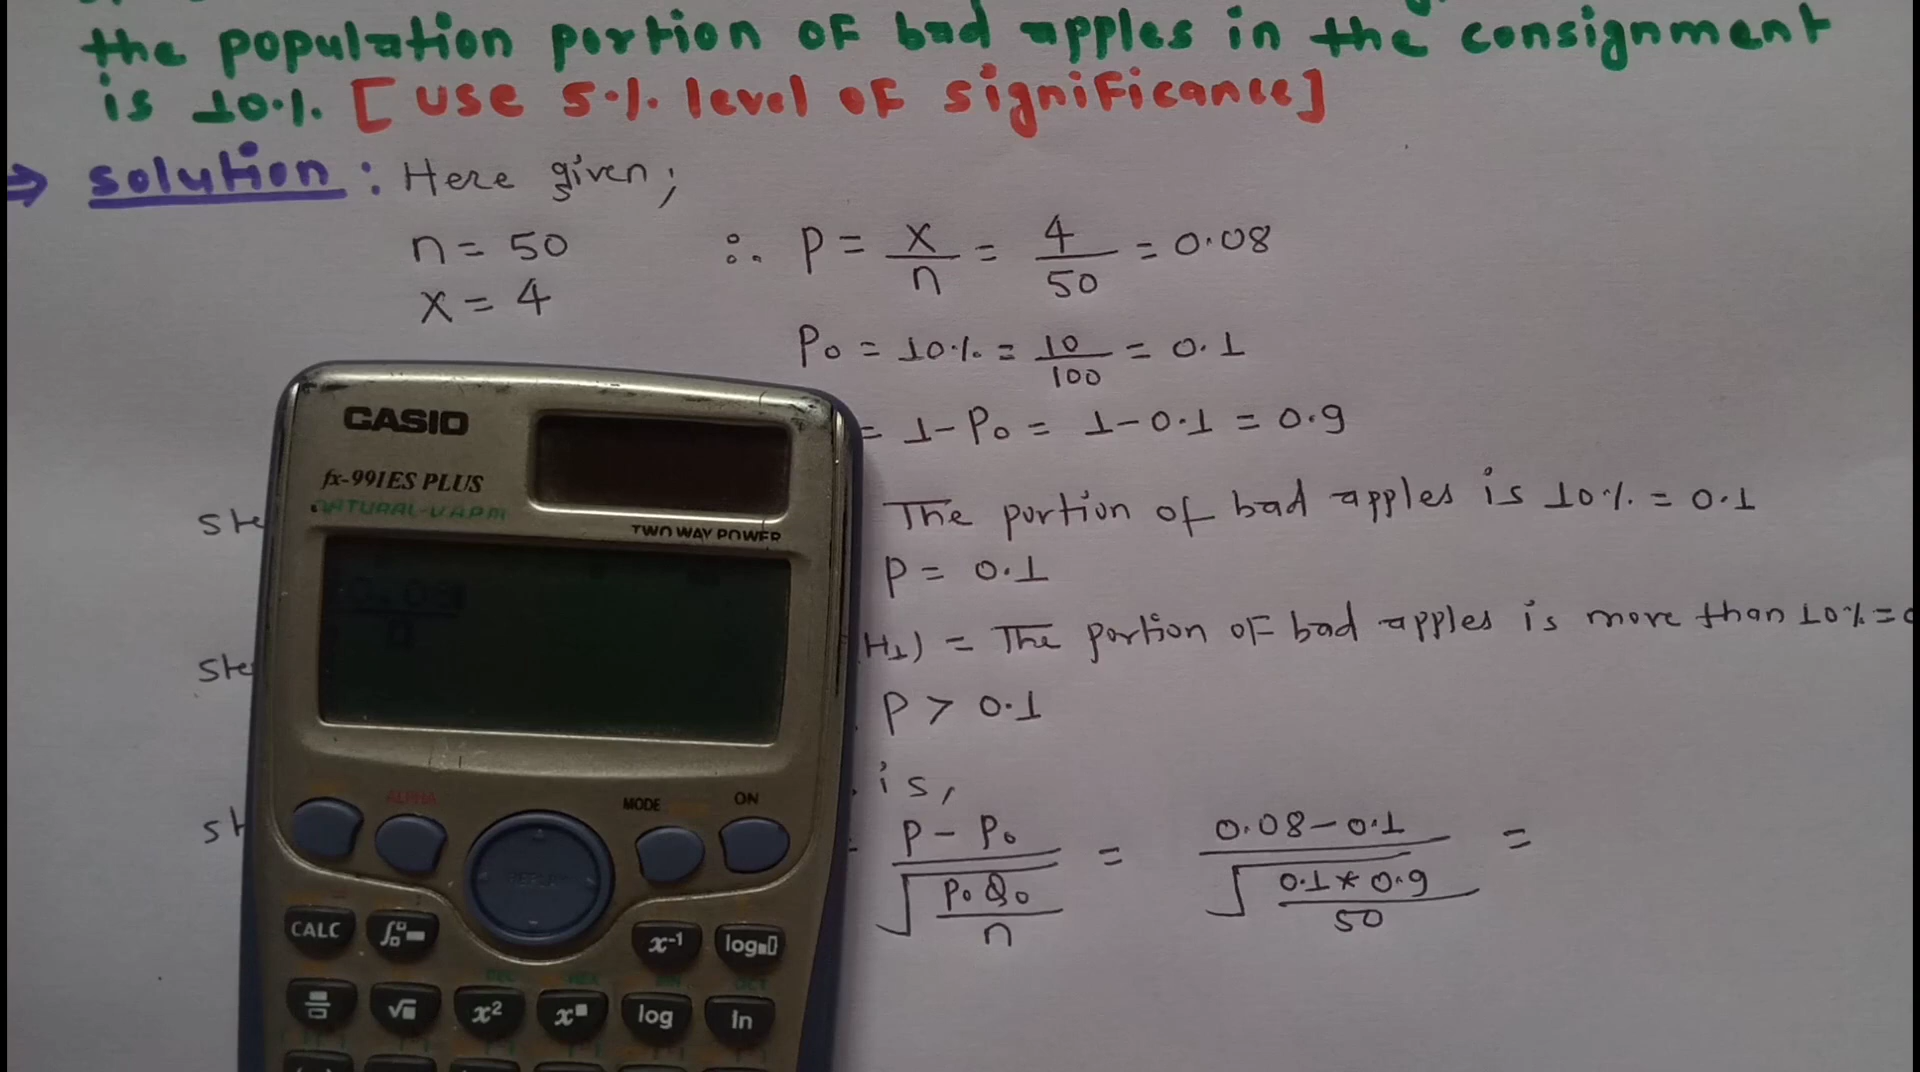 the population portion of bad apples in the consignment
is 10%. [use 5% level of significance]
⇒ solution : Here given;
n = 50
x = 4
∴ p = x/n = 4/50 = 0.08
P₀ = 10% = 10/100 = 0.1
= 1-P₀ = 1-0.1 = 0.9
The portion of bad apples is 10% = 0.1
P = 0.1
H₁) = The portion of bad apples is more than 10% =
P > 0.1
is,
= P - P₀ / √(P₀Q₀/n) = 0.08-0.1 / √(0.1*0.9/50) =
CASIO
fx-991ES PLUS
NATURAL-V.A.P.M.
TWO WAY POWER
ALPHA
MODE
ON
REPLAY
CALC
x⁻¹
log
√
x²
x
log
ln